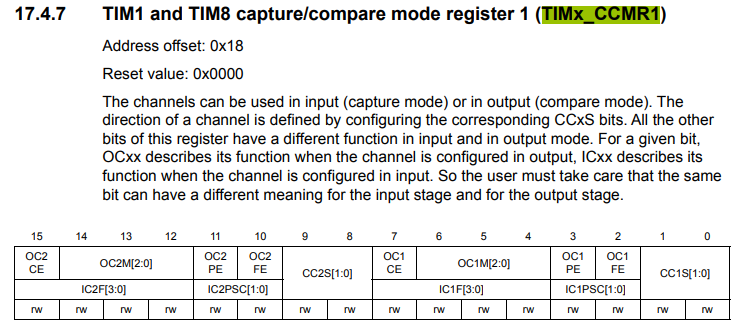 17.4.7 TIM1 and TIM8 capture/compare mode register 1 (TIMx_CCMR1)
Address offset: 0x18
Reset value: 0x0000
The channels can be used in input (capture mode) or in output (compare mode). The
direction of a channel is defined by configuring the corresponding CCxS bits. All the other
bits of this register have a different function in input and in output mode. For a given bit,
OCxx describes its function when the channel is configured in output, ICxx describes its
function when the channel is configured in input. So the user must take care that the same
bit can have a different meaning for the input stage and for the output stage.
15 14 13 12 11 10 9 8 7 6 5 4 3 2 1 0
OC2 CE OC2M[2:0] OC2 PE OC2 FE CC2S[1:0] OC1 CE OC1M[2:0] OC1 PE OC1 FE CC1S[1:0]
IC2F[3:0] IC2PSC[1:0] IC1F[3:0] IC1PSC[1:0]
rw rw rw rw rw rw rw rw rw rw rw rw rw rw rw rw